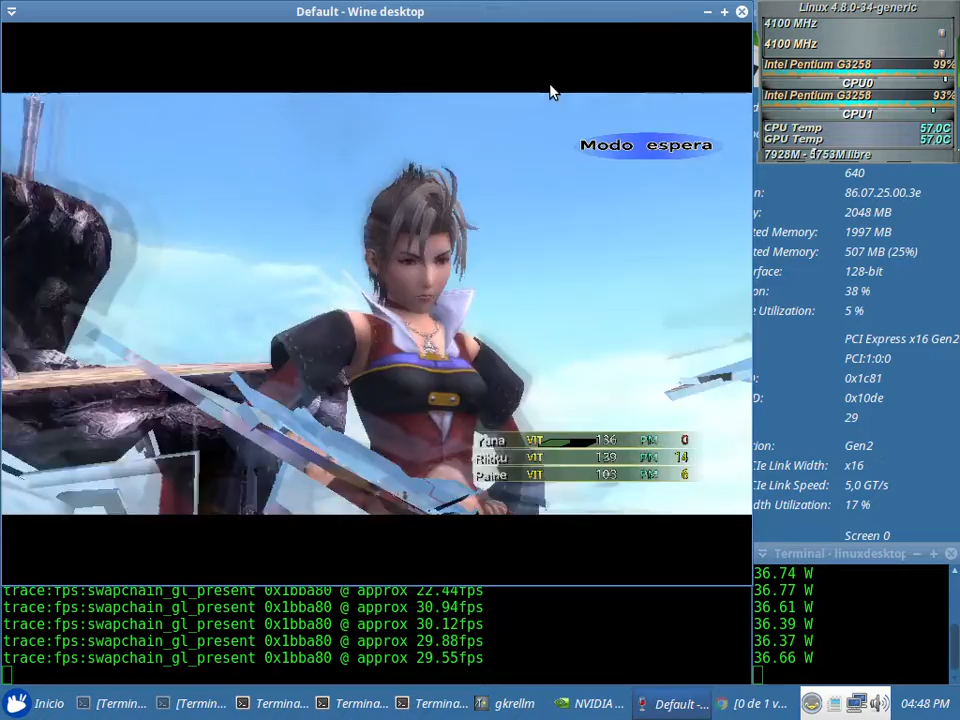 Default - Wine desktop
Modo espera
Yuna VIT 136 PM 0
Rikku VIT 139 PM 14
Paine VIT 103 PM 6
trace:fps:swapchain_gl_present 0x1bba80 @ approx 22.44fps
trace:fps:swapchain_gl_present 0x1bba80 @ approx 30.94fps
trace:fps:swapchain_gl_present 0x1bba80 @ approx 30.12fps
trace:fps:swapchain_gl_present 0x1bba80 @ approx 29.88fps
trace:fps:swapchain_gl_present 0x1bba80 @ approx 29.55fps
Linux 4.8.0-34-generic
4100 MHz
4100 MHz
Intel Pentium G3258 99%
CPU0
Intel Pentium G3258 93%
CPU1
CPU Temp 57.0C
GPU Temp 57.0C
7928M - 5753M libre
640
n: 86.07.25.00.3e
y: 2048 MB
ted Memory: 1997 MB
ted Memory: 507 MB (25%)
rface: 128-bit
on: 38 %
e Utilization: 5 %
PCI Express x16 Gen2
PCI:1:0:0
D: 0x1c81
D: 0x10de
29
ion: Gen2
CIe Link Width: x16
CIe Link Speed: 5,0 GT/s
dth Utilization: 17 %
Screen 0
Terminal - linuxdesktop
36.74 W
36.77 W
36.61 W
36.39 W
36.37 W
36.66 W
Inicio [Termin... [Termin... Termina... Termina... Termina... gkrellm NVIDIA ... Default -... [0 de 1 v... 04:48 PM